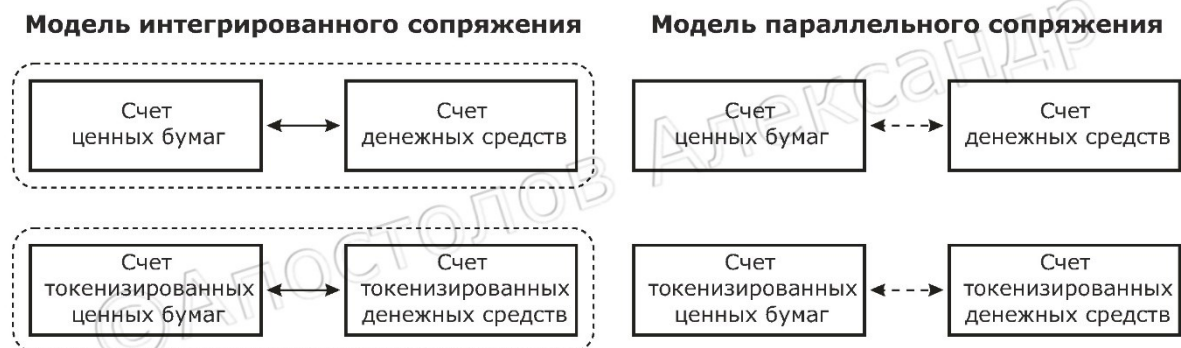 Модель интегрированного сопряжения
Модель параллельного сопряжения
Счет
ценных бумаг
Счет
денежных средств
Счет
ценных бумаг
Счет
денежных средств
Счет
токенизированных
ценных бумаг
Счет
токенизированных
денежных средств
Счет
токенизированных
ценных бумаг
Счет
токенизированных
денежных средств
©Апостолов Александр